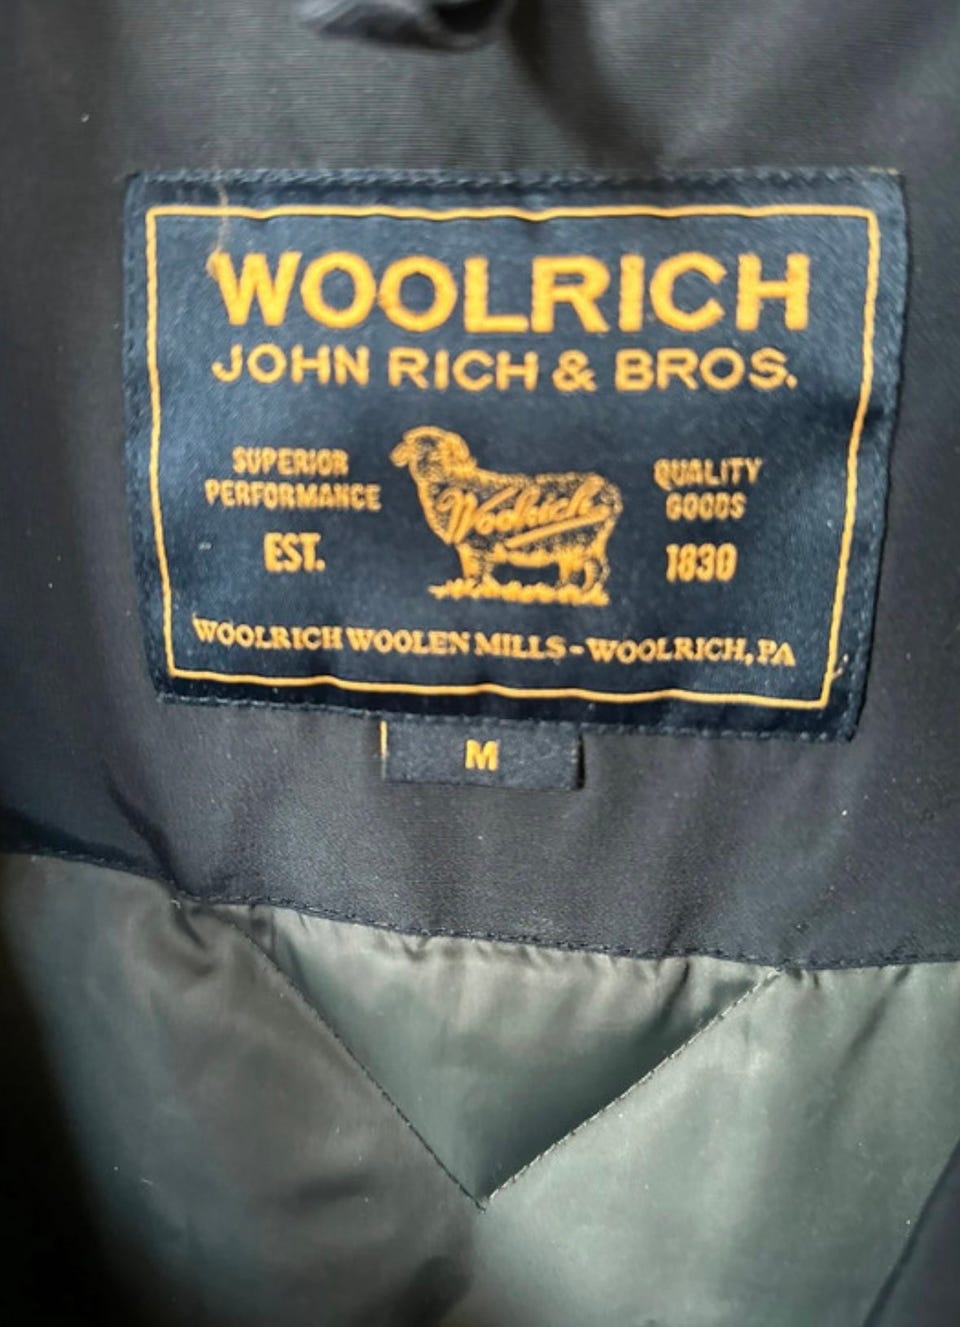 WOOLRICH
JOHN RICH & BROS.
SUPERIOR
PERFORMANCE
EST.
Woolrich
QUALITY
GOODS
1830
WOOLRICH WOOLEN MILLS - WOOLRICH, PA
M